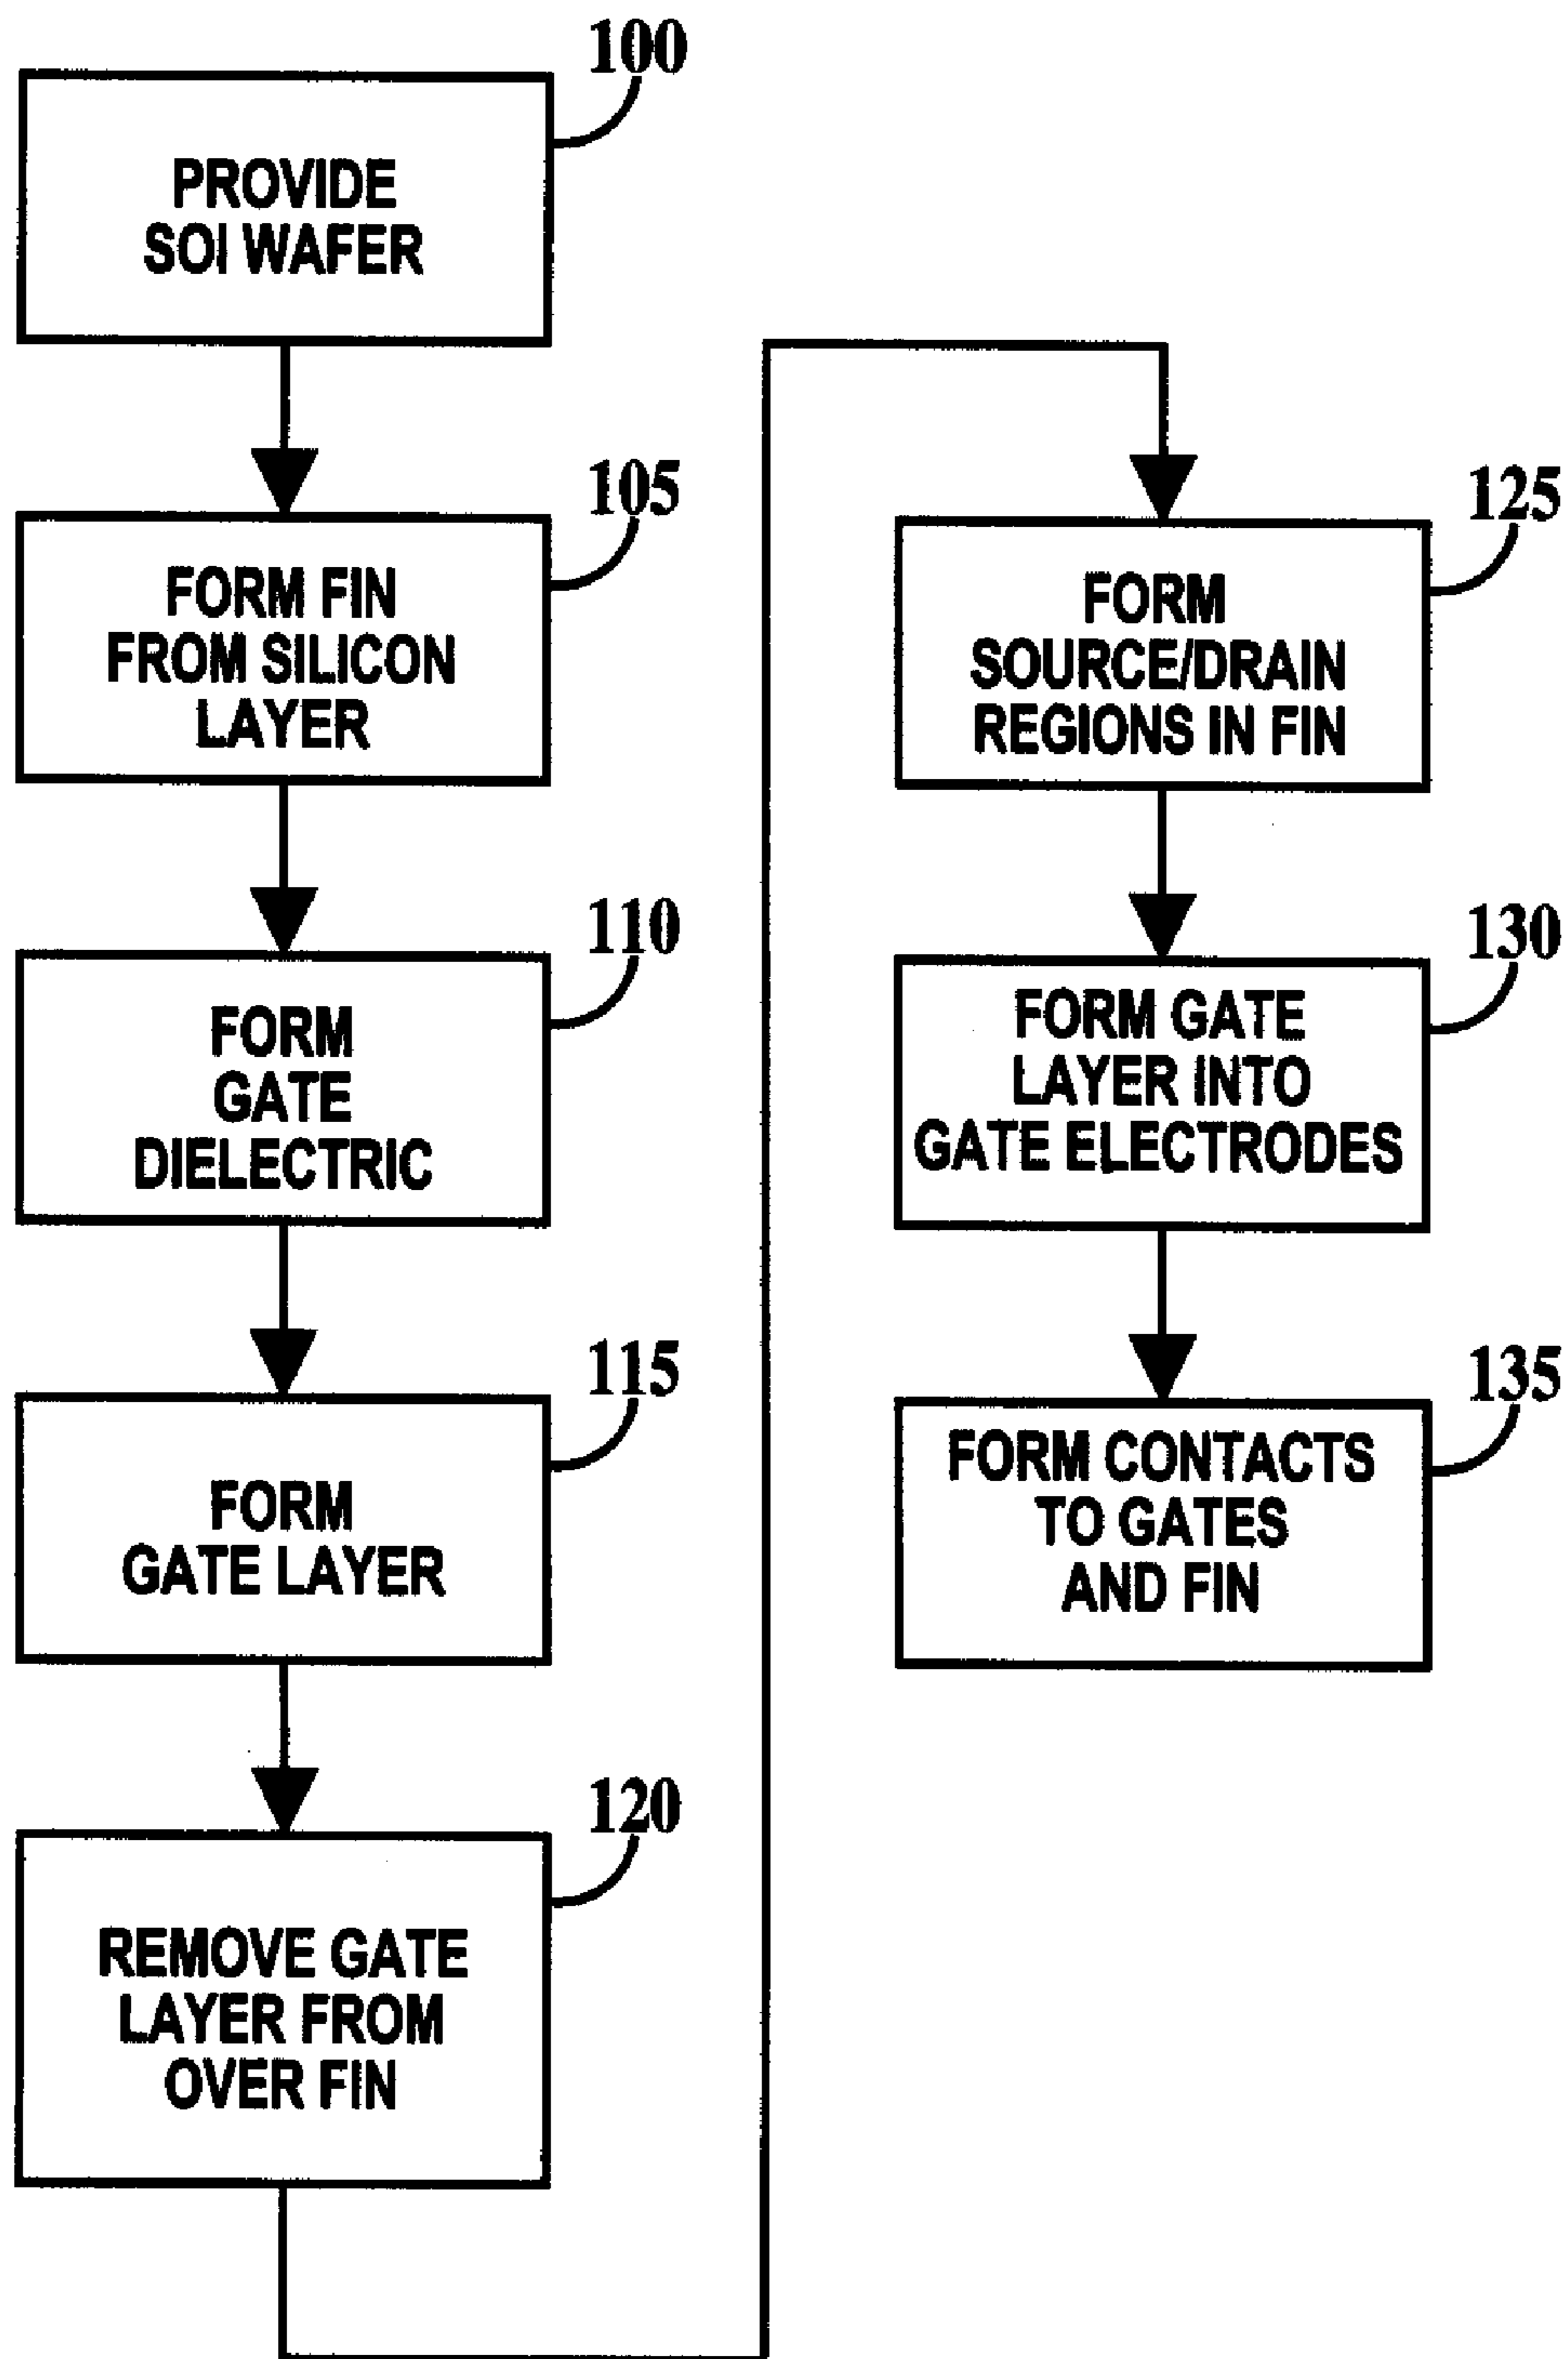 100
PROVIDE
SOI WAFER
105
FORM FIN
FROM SILICON
LAYER
110
FORM
GATE
DIELECTRIC
115
FORM
GATE LAYER
120
REMOVE GATE
LAYER FROM
OVER FIN
125
FORM
SOURCE/DRAIN
REGIONS IN FIN
130
FORM GATE
LAYER INTO
GATE ELECTRODES
135
FORM CONTACTS
TO GATES
AND FIN